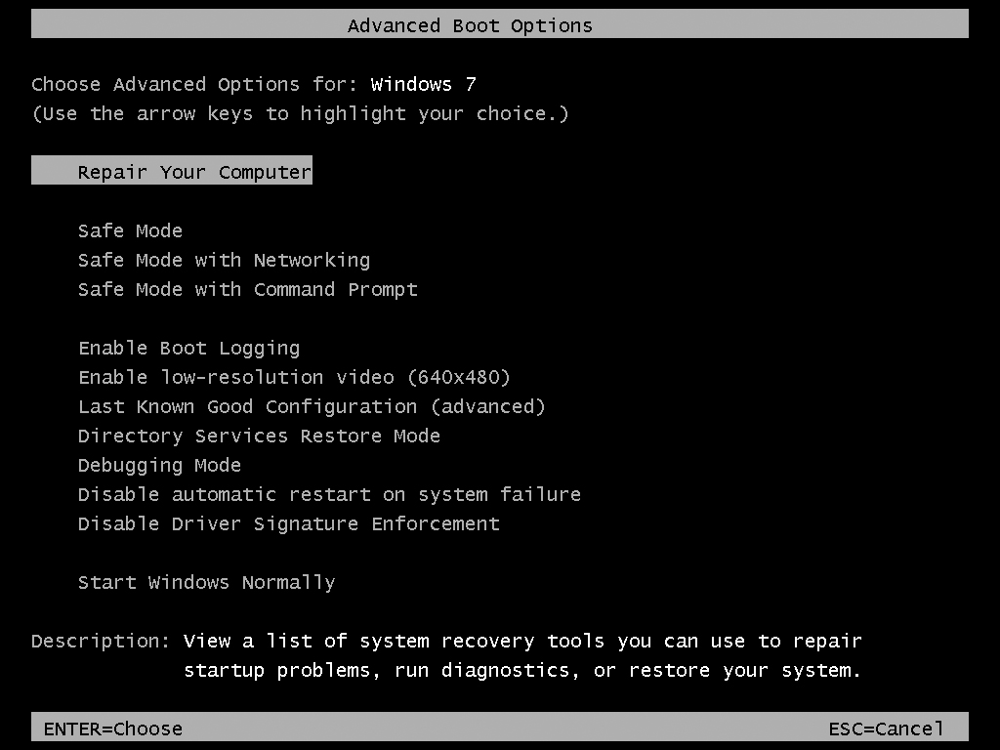 Advanced Boot Options
Choose Advanced Options for: Windows 7
(Use the arrow keys to highlight your choice.)
Repair Your Computer
Safe Mode
Safe Mode with Networking
Safe Mode with Command Prompt
Enable Boot Logging
Enable low-resolution video (640x480)
Last Known Good Configuration (advanced)
Directory Services Restore Mode
Debugging Mode
Disable automatic restart on system failure
Disable Driver Signature Enforcement
Start Windows Normally
Description: View a list of system recovery tools you can use to repair
startup problems, run diagnostics, or restore your system.
ENTER=Choose ESC=Cancel